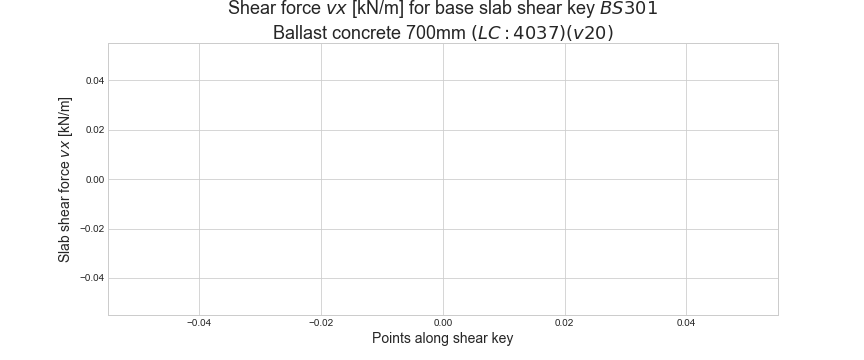 Shear force vx [kN/m] for base slab shear key BS301
Ballast concrete 700mm (LC : 4037)(v20)
Slab shear force vx [kN/m]
0.04
0.02
0.00
−0.02
−0.04
−0.04 −0.02 0.00 0.02 0.04
Points along shear key